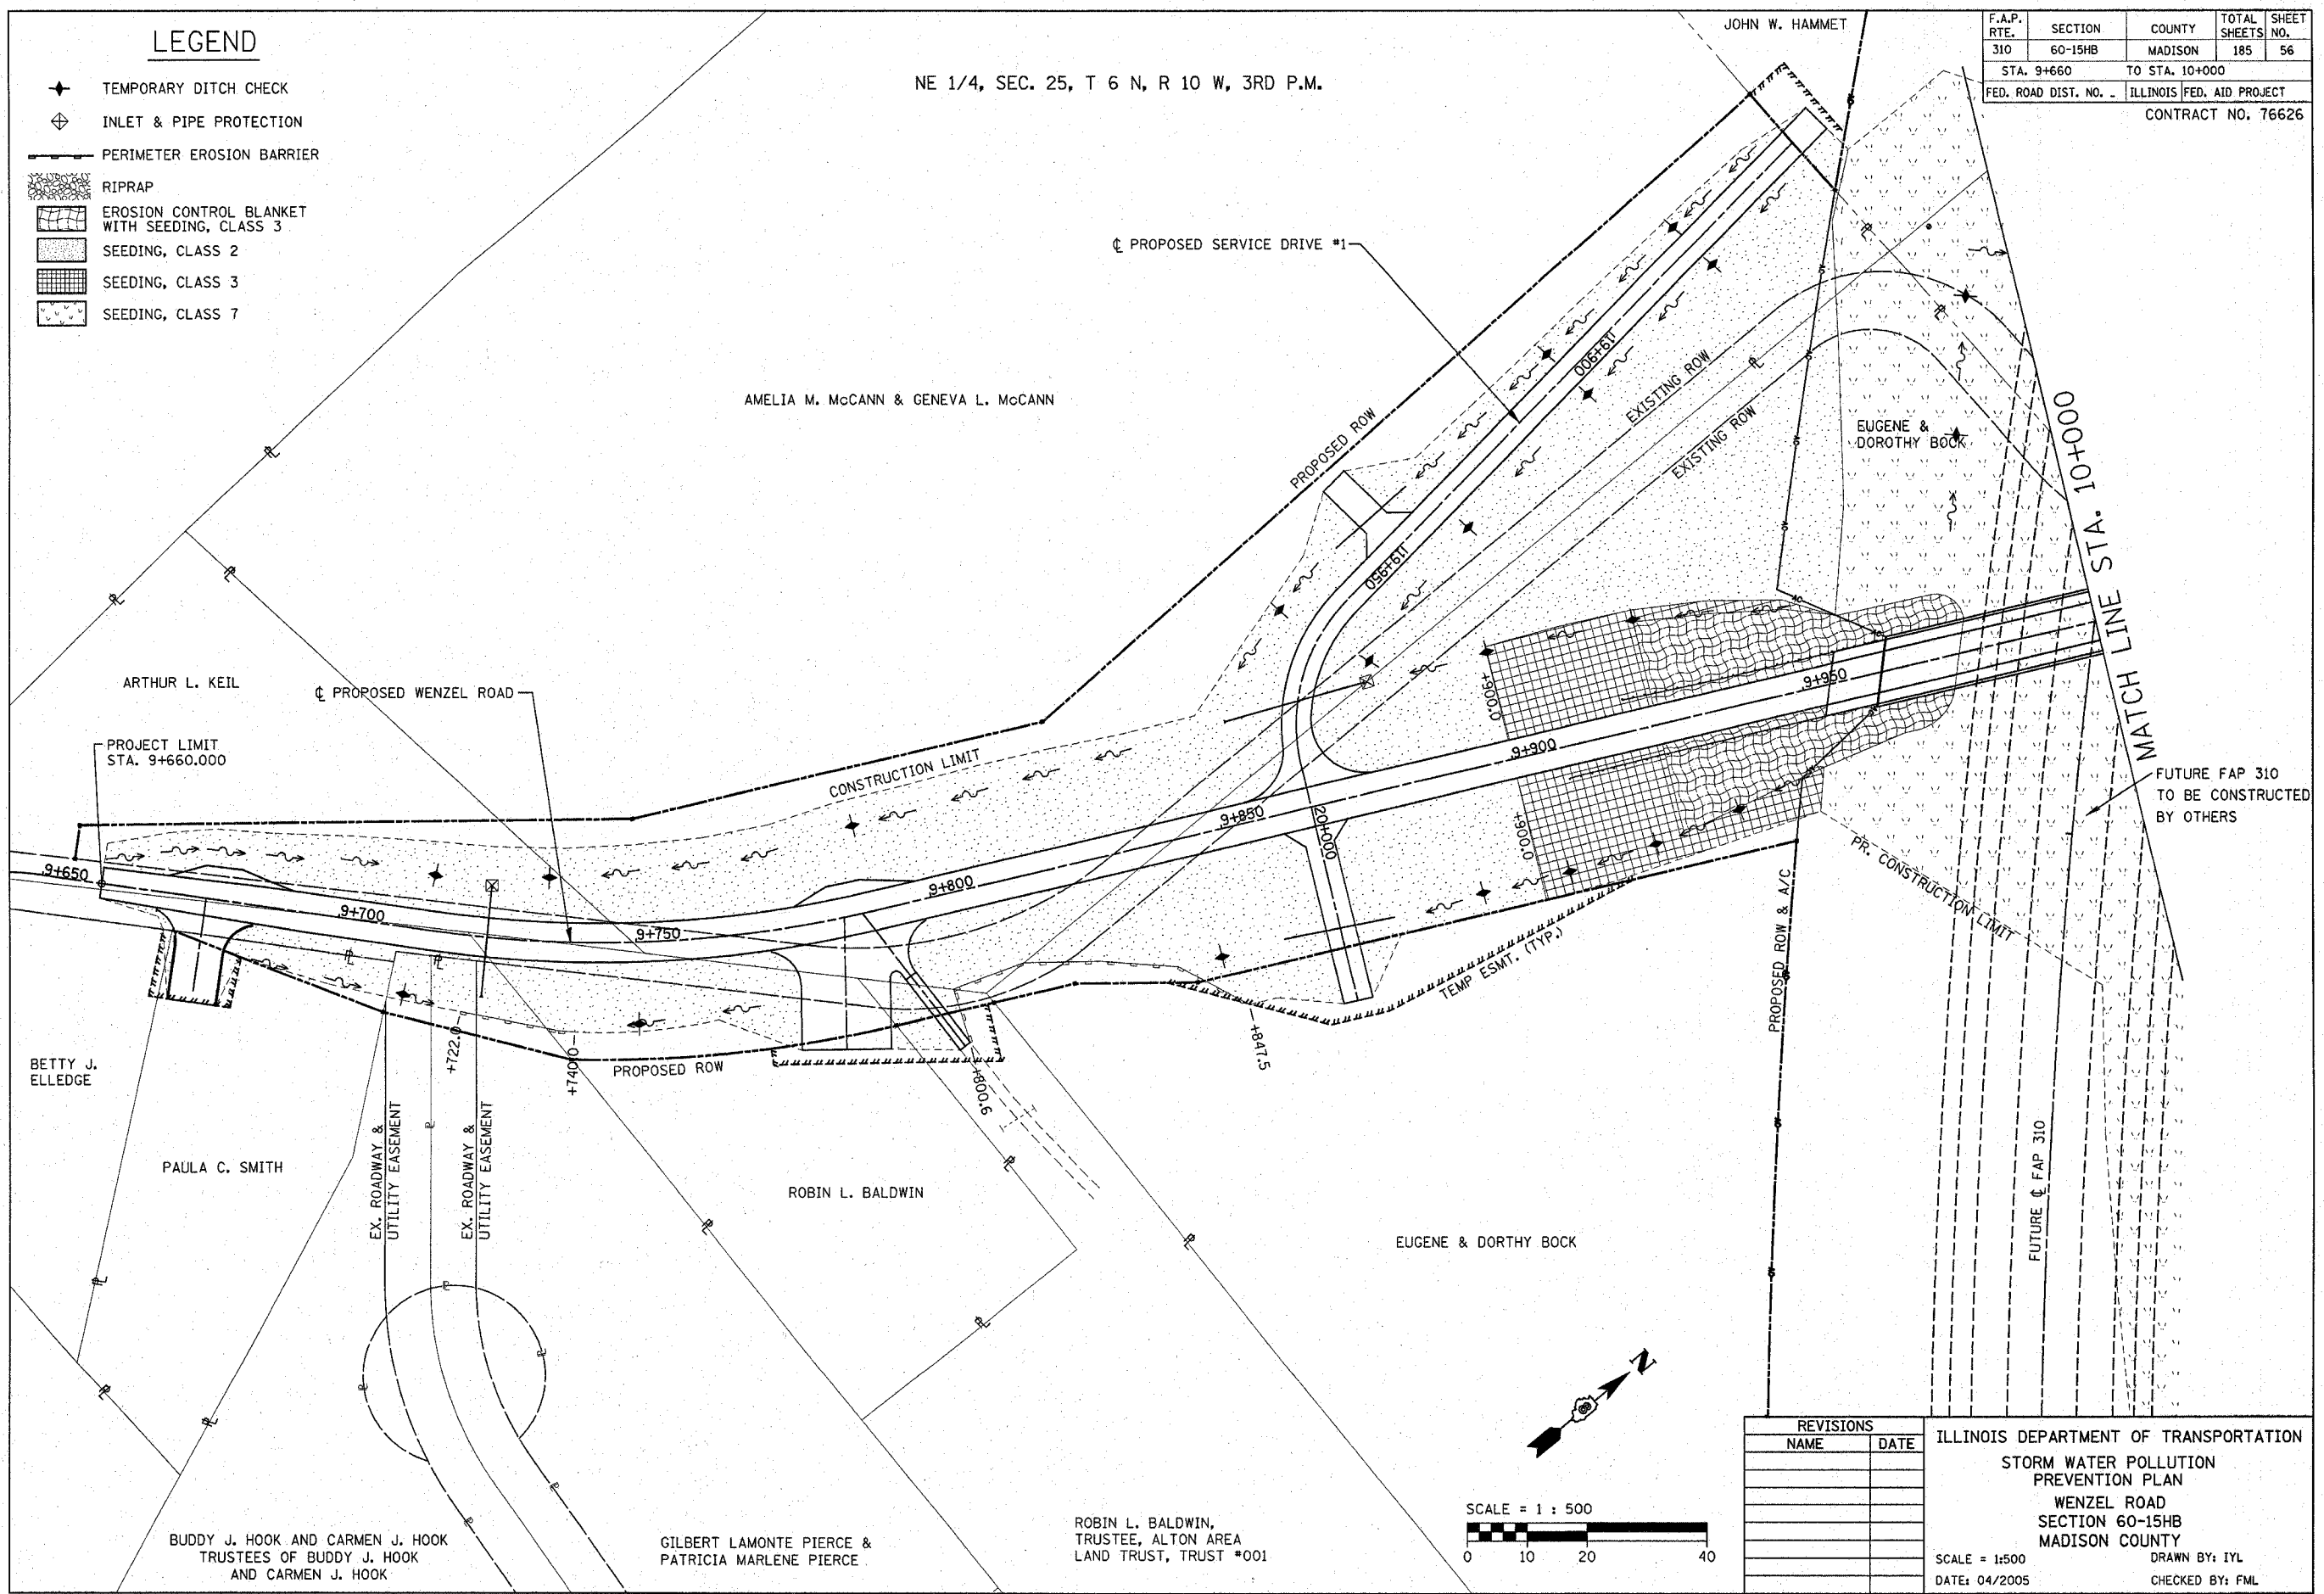 LEGEND
TEMPORARY DITCH CHECK
INLET & PIPE PROTECTION
PERIMETER EROSION BARRIER
RIPRAP
EROSION CONTROL BLANKET
WITH SEEDING, CLASS 3
SEEDING, CLASS 2
SEEDING, CLASS 3
SEEDING, CLASS 7
NE 1/4, SEC. 25, T 6 N, R 10 W, 3RD P.M.
JOHN W. HAMMET
F.A.P. RTE. SECTION COUNTY TOTAL SHEETS SHEET NO.
310 60-15HB MADISON 185 56
STA. 9+660 TO STA. 10+000
FED. ROAD DIST. NO. _ ILLINOIS FED. AID PROJECT
CONTRACT NO. 76626
℄ PROPOSED SERVICE DRIVE #1
AMELIA M. McCANN & GENEVA L. McCANN
PROPOSED ROW
119+900
EXISTING ROW
EXISTING ROW
EUGENE &
DOROTHY BOCK
119+950
MATCH LINE STA. 10+000
ARTHUR L. KEIL
℄ PROPOSED WENZEL ROAD
PROJECT LIMIT
STA. 9+660.000
CONSTRUCTION LIMIT
+900.0
9+950
9+900
FUTURE FAP 310
TO BE CONSTRUCTED
BY OTHERS
9+850
20+000
+900.0
PR. CONSTRUCTION LIMIT
9+650
9+700
9+750
9+800
PROPOSED ROW & A/C
TEMP ESMT. (TYP.)
+722.0
+740.0
PROPOSED ROW
+800.6
+847.5
BETTY J.
ELLEDGE
PAULA C. SMITH
EX. ROADWAY &
UTILITY EASEMENT
EX. ROADWAY &
UTILITY EASEMENT
ROBIN L. BALDWIN
EUGENE & DORTHY BOCK
FUTURE ℄ FAP 310
N
BUDDY J. HOOK AND CARMEN J. HOOK
TRUSTEES OF BUDDY J. HOOK
AND CARMEN J. HOOK
GILBERT LAMONTE PIERCE &
PATRICIA MARLENE PIERCE
ROBIN L. BALDWIN,
TRUSTEE, ALTON AREA
LAND TRUST, TRUST #001
SCALE = 1 : 500
0 10 20 40
REVISIONS
NAME DATE
ILLINOIS DEPARTMENT OF TRANSPORTATION
STORM WATER POLLUTION
PREVENTION PLAN
WENZEL ROAD
SECTION 60-15HB
MADISON COUNTY
SCALE = 1:500 DRAWN BY: IYL
DATE: 04/2005 CHECKED BY: FML